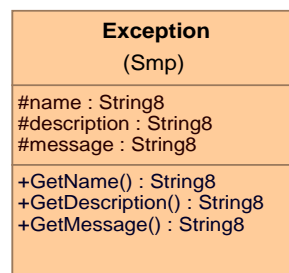 Exception
(Smp)
#name : String8
#description : String8
#message : String8
+GetName() : String8
+GetDescription() : String8
+GetMessage() : String8